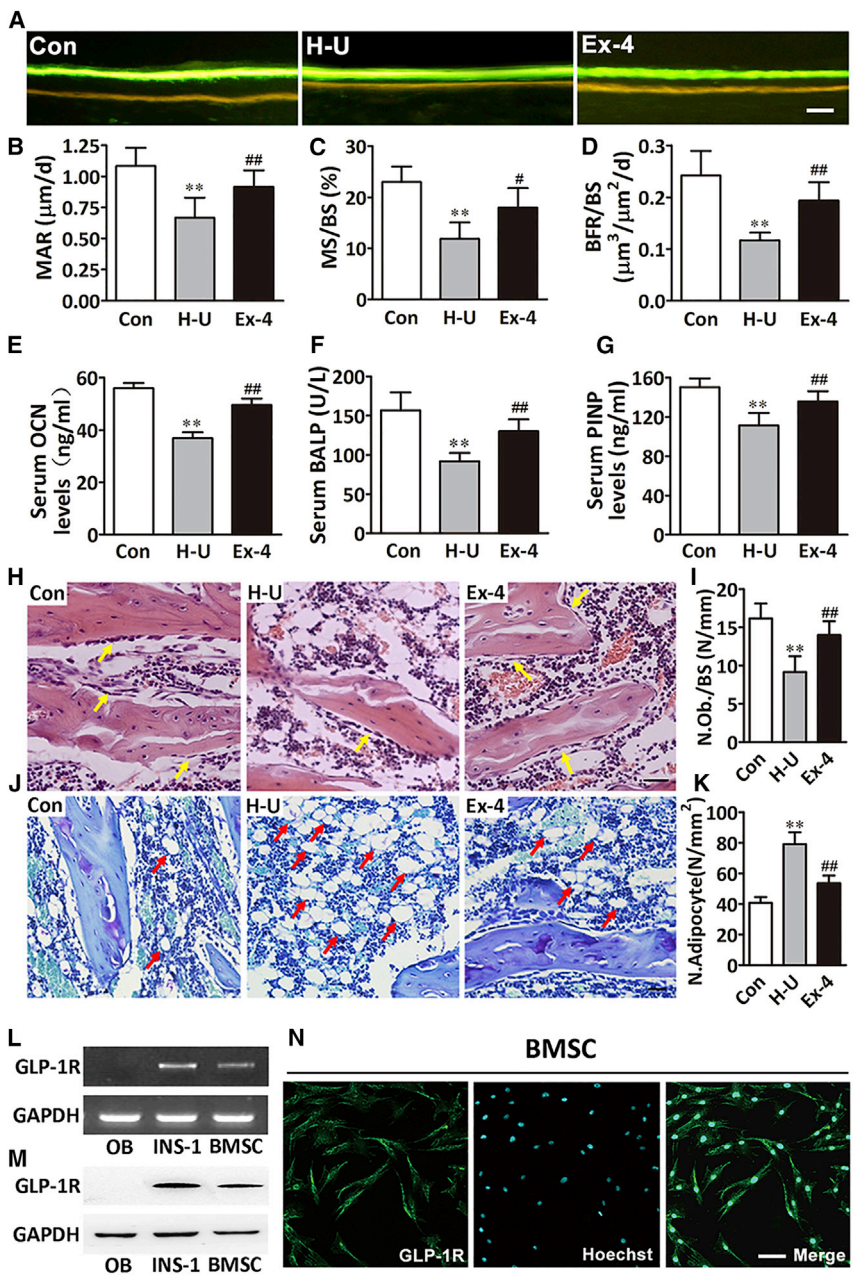 A
Con
H-U
Ex-4
B
MAR (μm/d)
1.25
1.00
0.75
0.50
0.25
0.00
**
##
Con H-U Ex-4
C
MS/BS (%)
30
20
10
0
**
#
Con H-U Ex-4
D
BFR/BS
(μm³/μm²/d)
0.3
0.2
0.1
0.0
**
##
Con H-U Ex-4
E
Serum OCN
levels（ng/ml)
60
40
20
0
**
##
Con H-U Ex-4
F
Serum BALP (U/L)
200
150
100
50
0
**
##
Con H-U Ex-4
G
Serum PINP
levels (ng/ml)
160
120
80
40
0
**
##
Con H-U Ex-4
H
Con
H-U
Ex-4
I
N.Ob./BS (N/mm)
20
15
10
5
0
**
##
Con H-U Ex-4
J
Con
H-U
Ex-4
K
N.Adipocyte(N/mm²)
100
80
60
40
20
0
**
##
Con H-U Ex-4
L
GLP-1R
GAPDH
OB INS-1 BMSC
M
GLP-1R
GAPDH
OB INS-1 BMSC
N
BMSC
GLP-1R
Hoechst
Merge